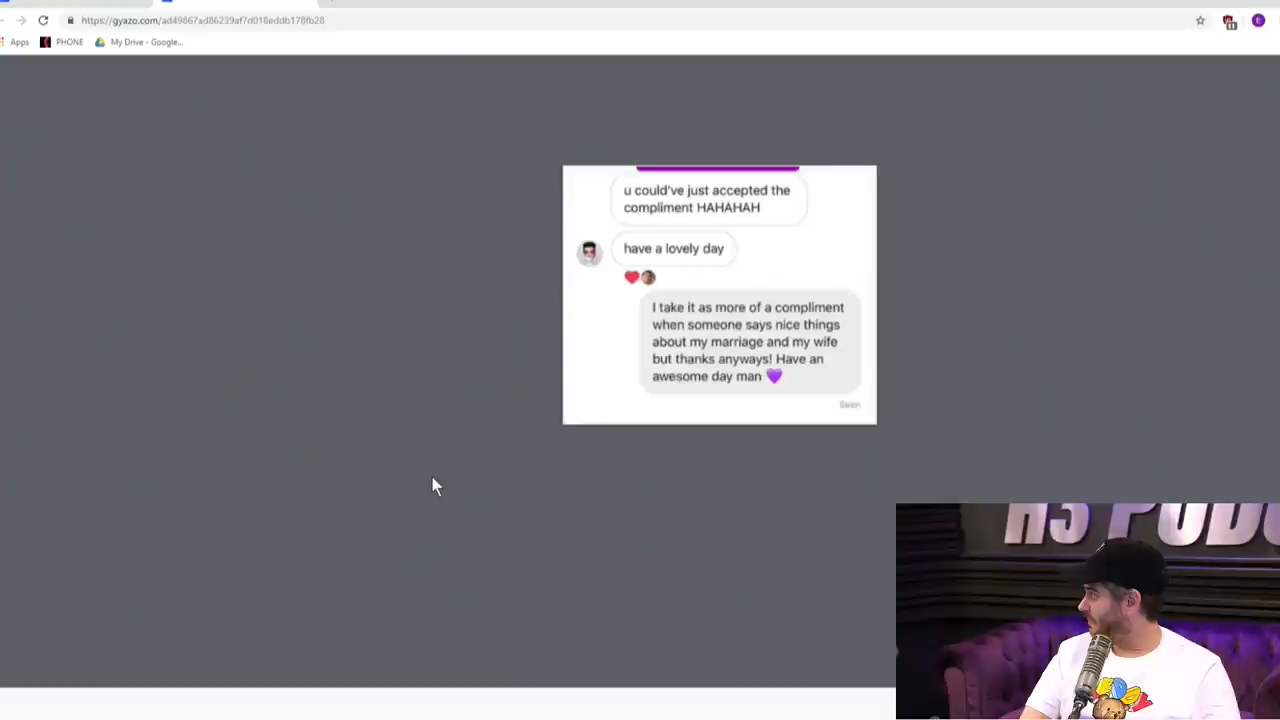 https://gyazo.com/ad49867ad86239af7d018eddb178fb28
Apps
PHONE
My Drive - Google...
u could've just accepted the
compliment HAHAHAH
have a lovely day
I take it as more of a compliment
when someone says nice things
about my marriage and my wife
but thanks anyways! Have an
awesome day man 💜
Seen
H3 PODC